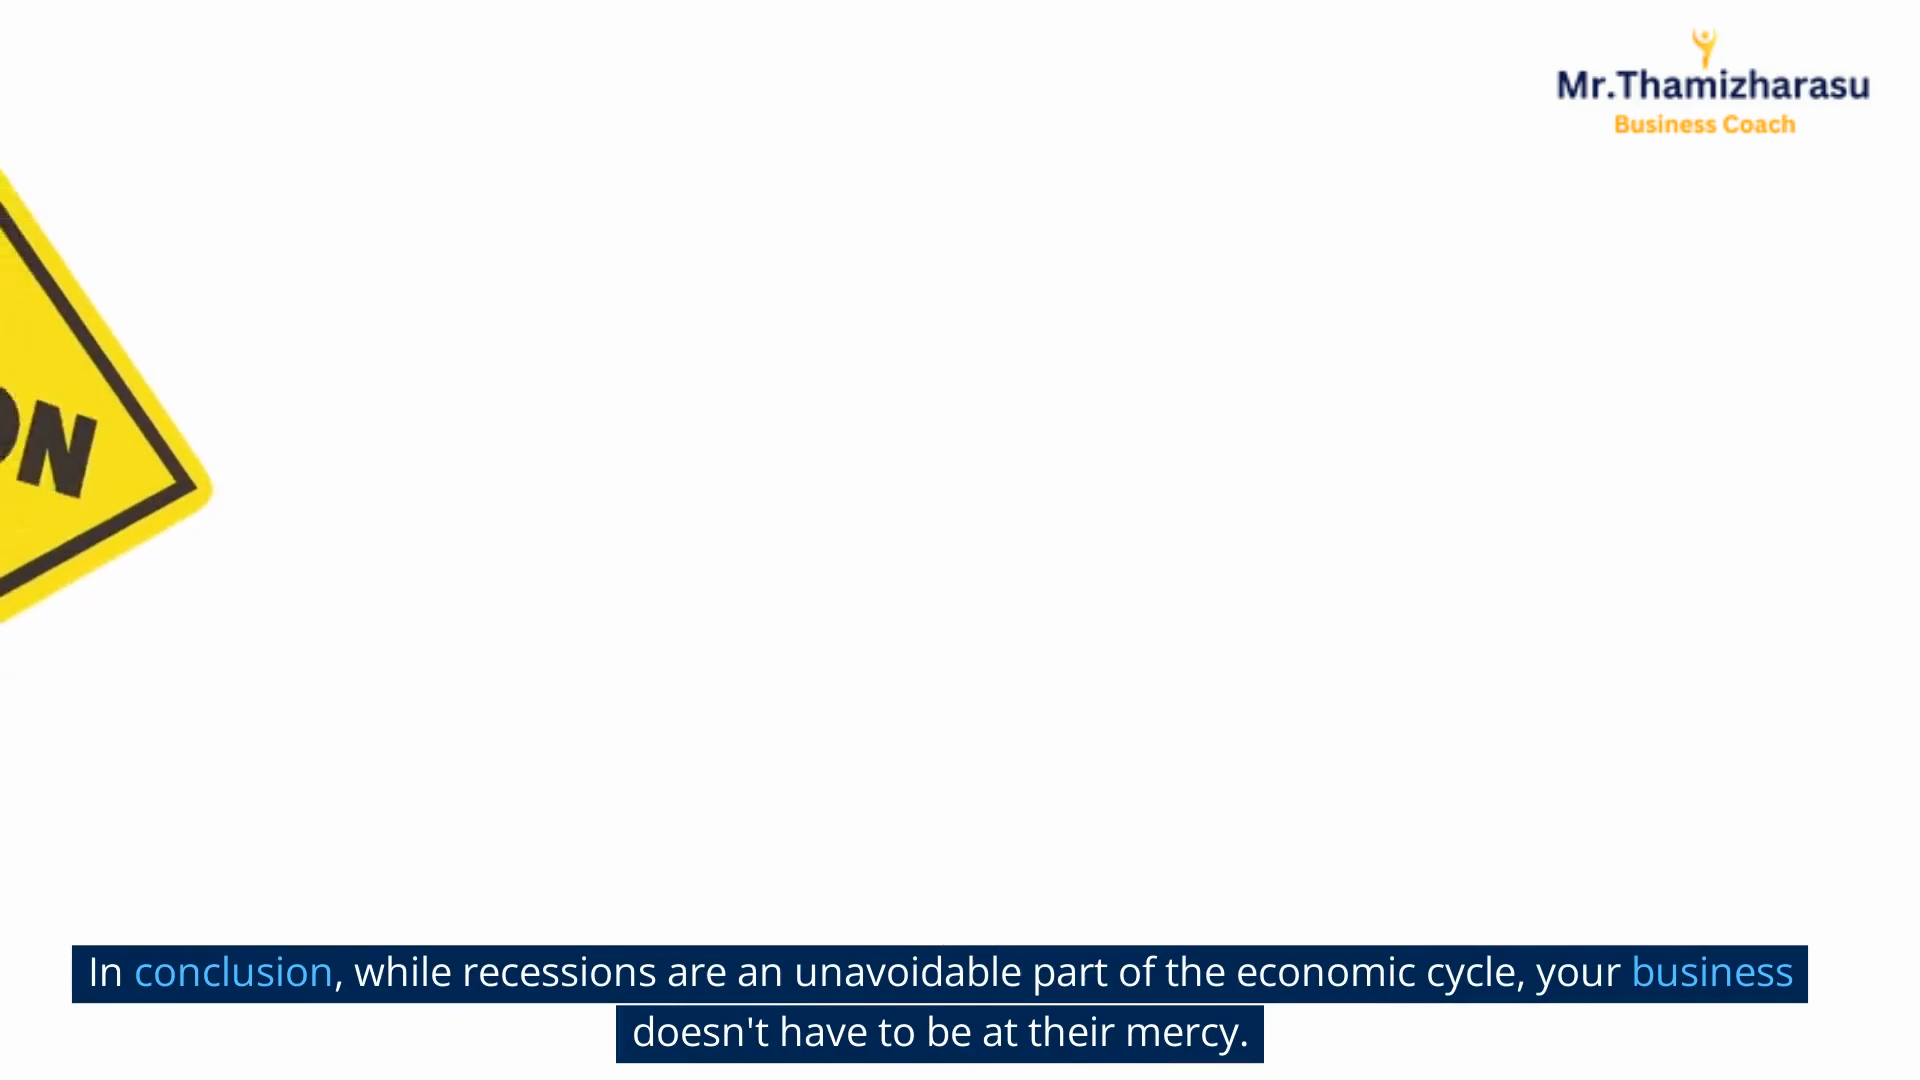 Mr.Thamizharasu
Business Coach
ON
In conclusion, while recessions are an unavoidable part of the economic cycle, your business
doesn't have to be at their mercy.